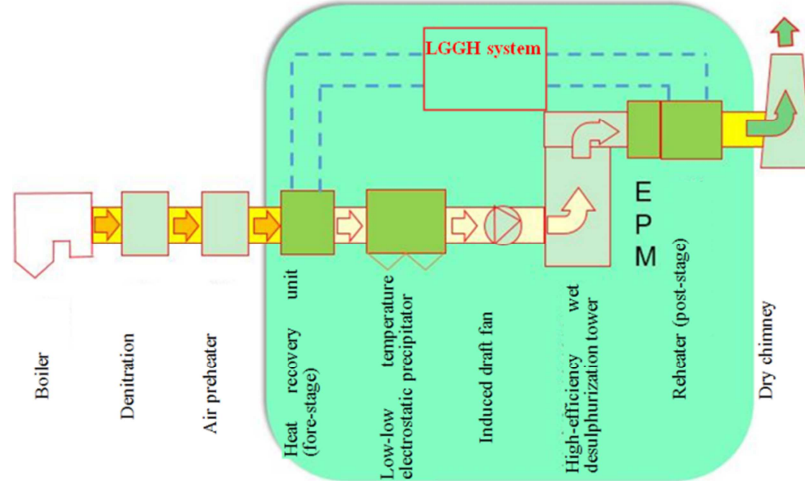 LGGH system
EPM
Boiler
Denitration
Air preheater
Heat recovery unit
(fore-stage)
Low-low temperature
electrostatic precipitator
Induced draft fan
High-efficiency wet
desulphurization tower
Reheater (post-stage)
Dry chimney